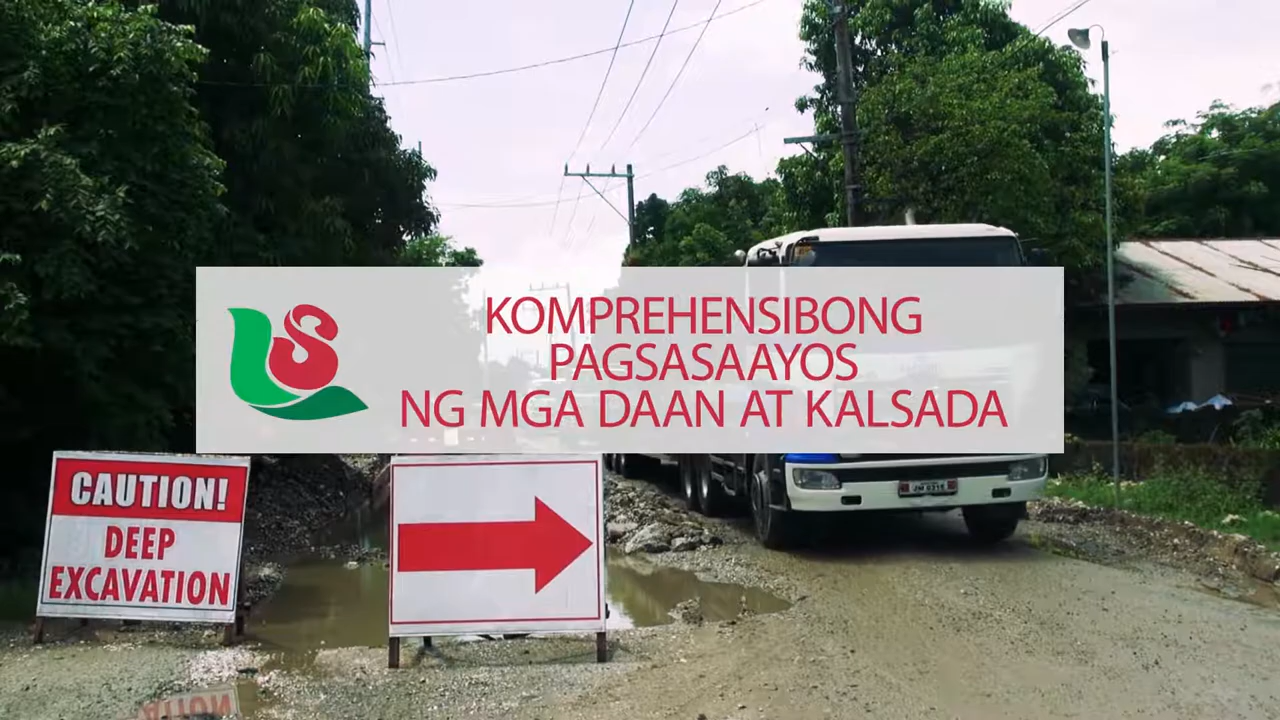 KOMPREHENSIBONG
PAGSASAAYOS
NG MGA DAAN AT KALSADA
CAUTION!
DEEP
EXCAVATION